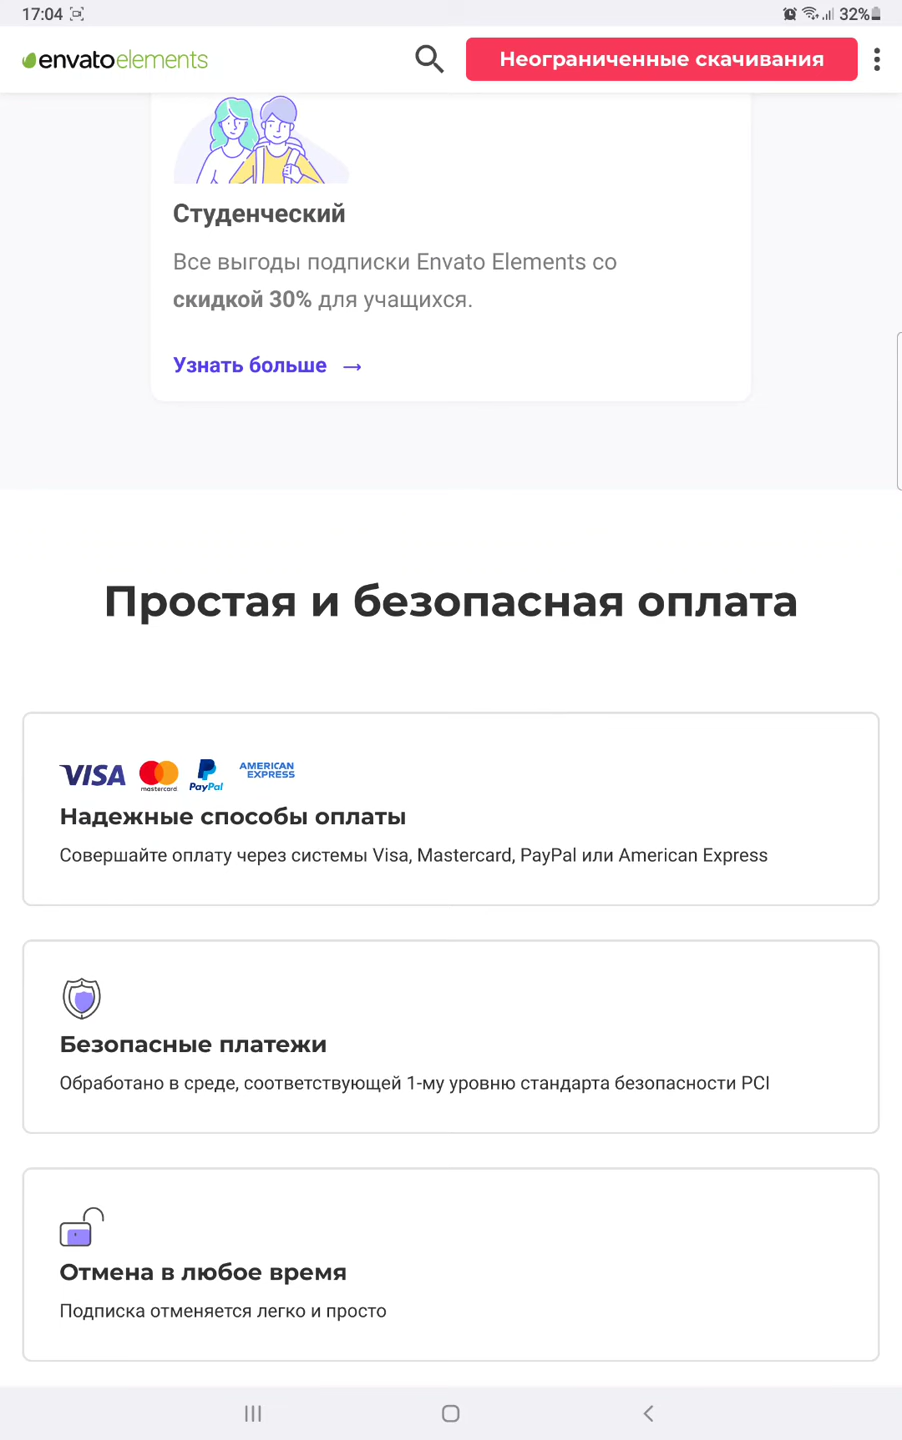 17:04
32%
envato elements
Неограниченные скачивания
Студенческий
Все выгоды подписки Envato Elements со
скидкой 30% для учащихся.
Узнать больше →
Простая и безопасная оплата
VISA mastercard PayPal AMERICAN EXPRESS
Надежные способы оплаты
Совершайте оплату через системы Visa, Mastercard, PayPal или American Express
Безопасные платежи
Обработано в среде, соответствующей 1-му уровню стандарта безопасности PCI
Отмена в любое время
Подписка отменяется легко и просто